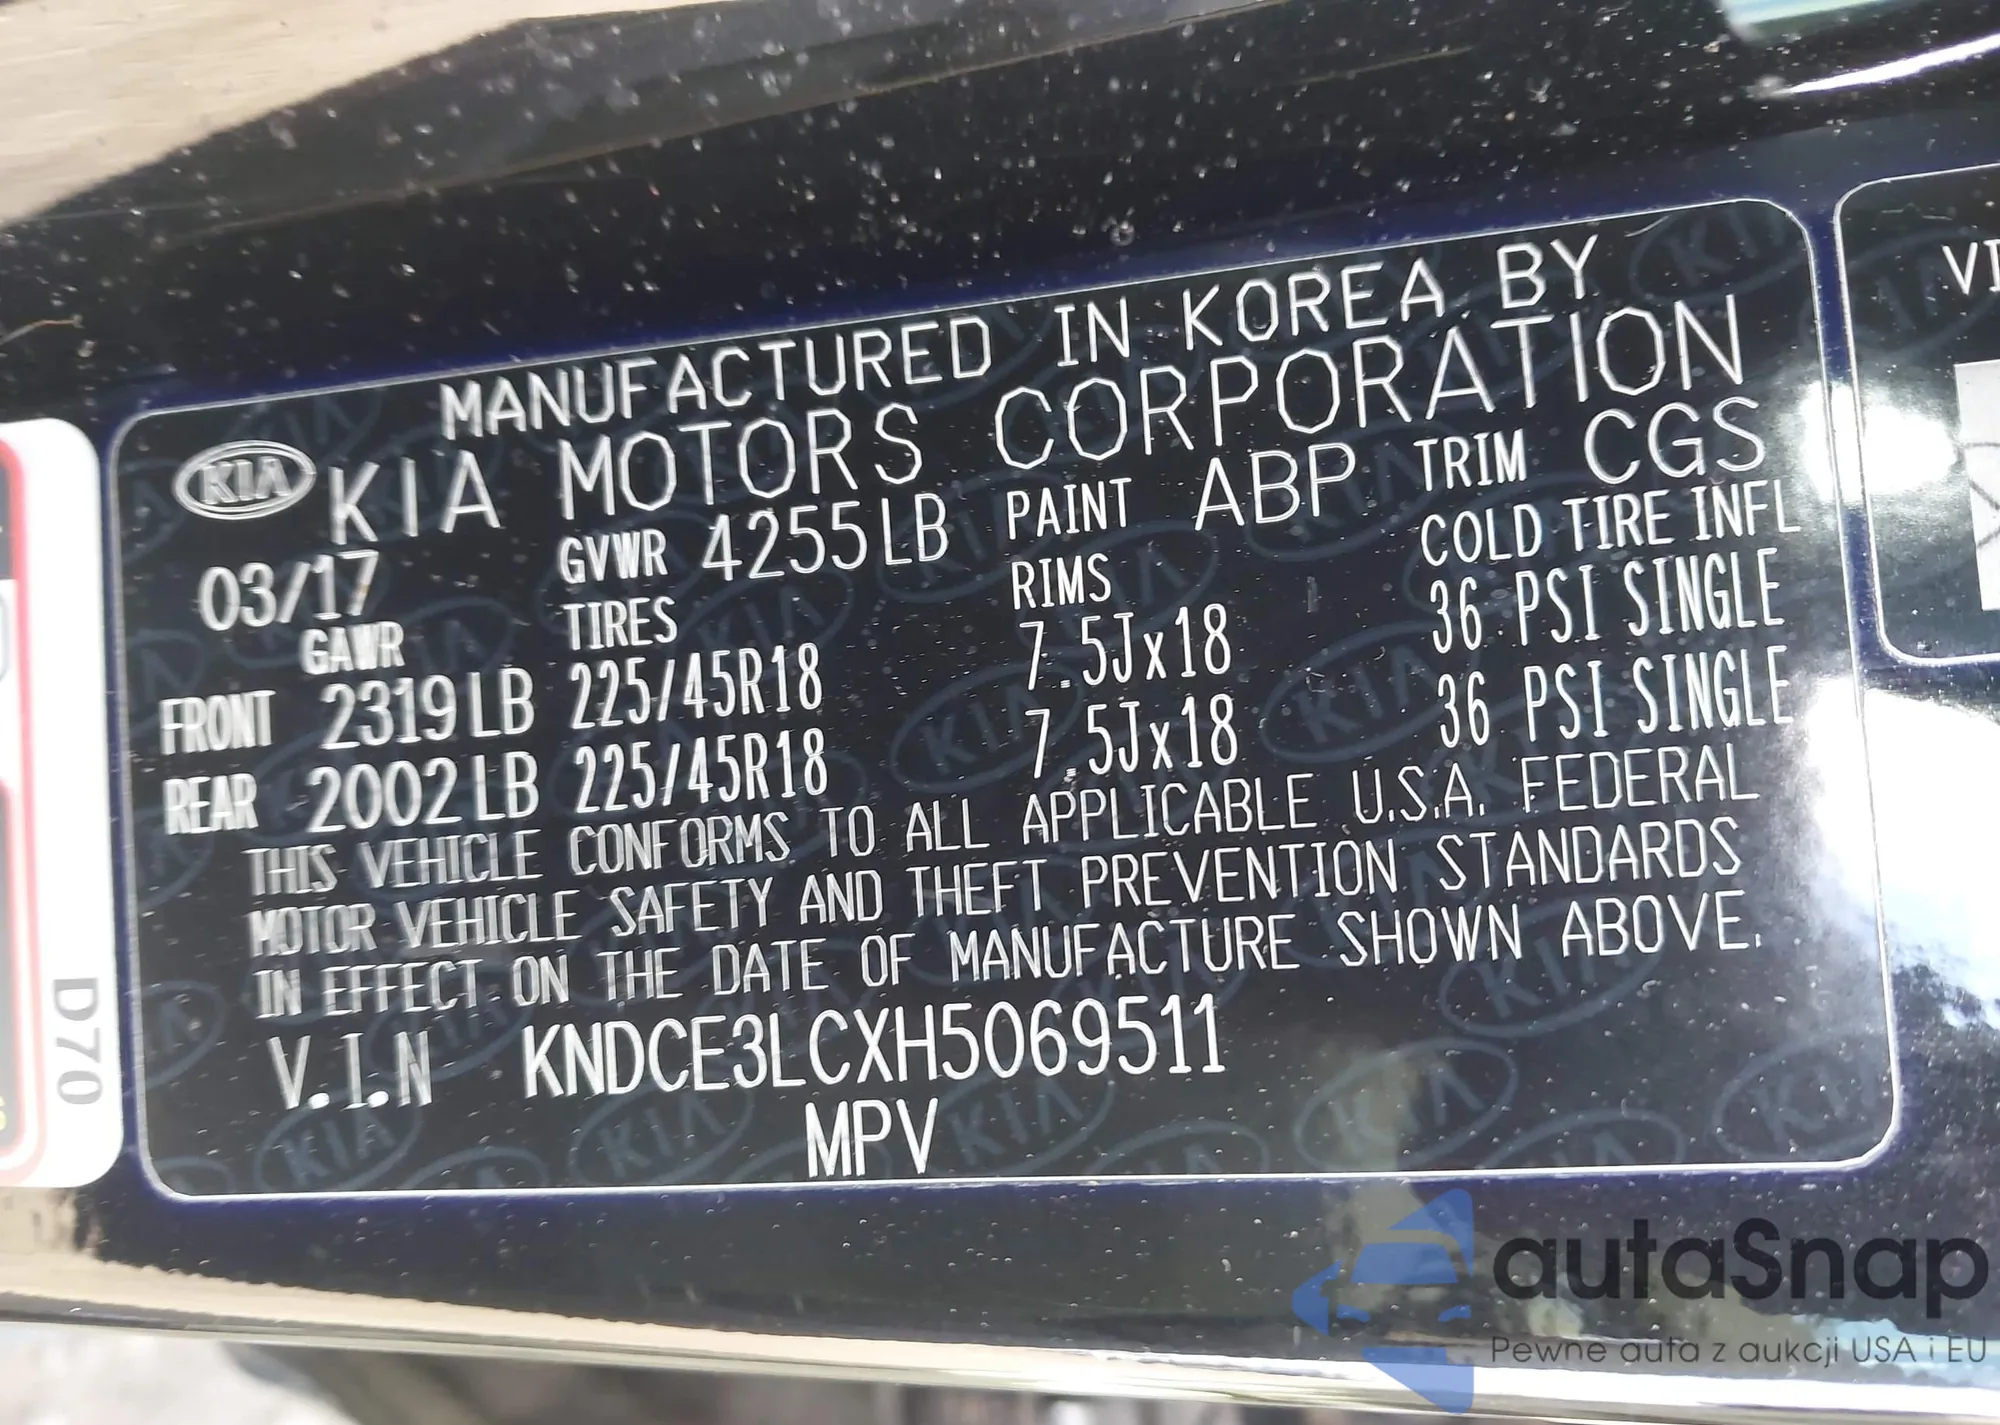 MANUFACTURED IN KOREA BY
KIA KIA MOTORS CORPORATION
03/17 GVWR 4255LB PAINT ABP TRIM CGS
GAWR TIRES RIMS COLD TIRE INFL
FRONT 2319LB 225/45R18 7.5Jx18 36 PSI SINGLE
REAR 2002LB 225/45R18 7.5Jx18 36 PSI SINGLE
THIS VEHICLE CONFORMS TO ALL APPLICABLE U.S.A. FEDERAL
MOTOR VEHICLE SAFETY AND THEFT PREVENTION STANDARDS
IN EFFECT ON THE DATE OF MANUFACTURE SHOWN ABOVE.
V.I.N KNDCE3LCXH5069511
MPV
D70
autaSnap
Pewne auta z aukcji USA i EU